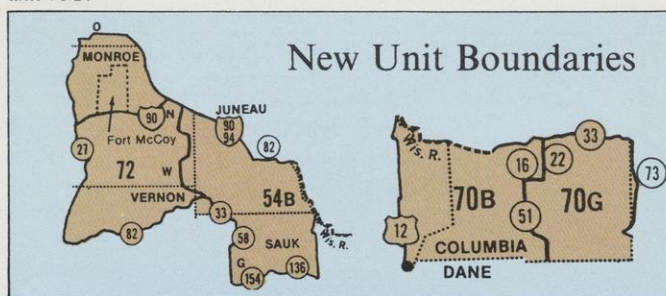 New Unit Boundaries
O
MONROE
90
N
Fort McCoy
27
72
W
VERNON
82
JUNEAU
90
94
82
54B
33
Wis. R.
58
SAUK
G
154
136
Wis. R.
16
22
33
73
70B
70G
51
12
COLUMBIA
DANE